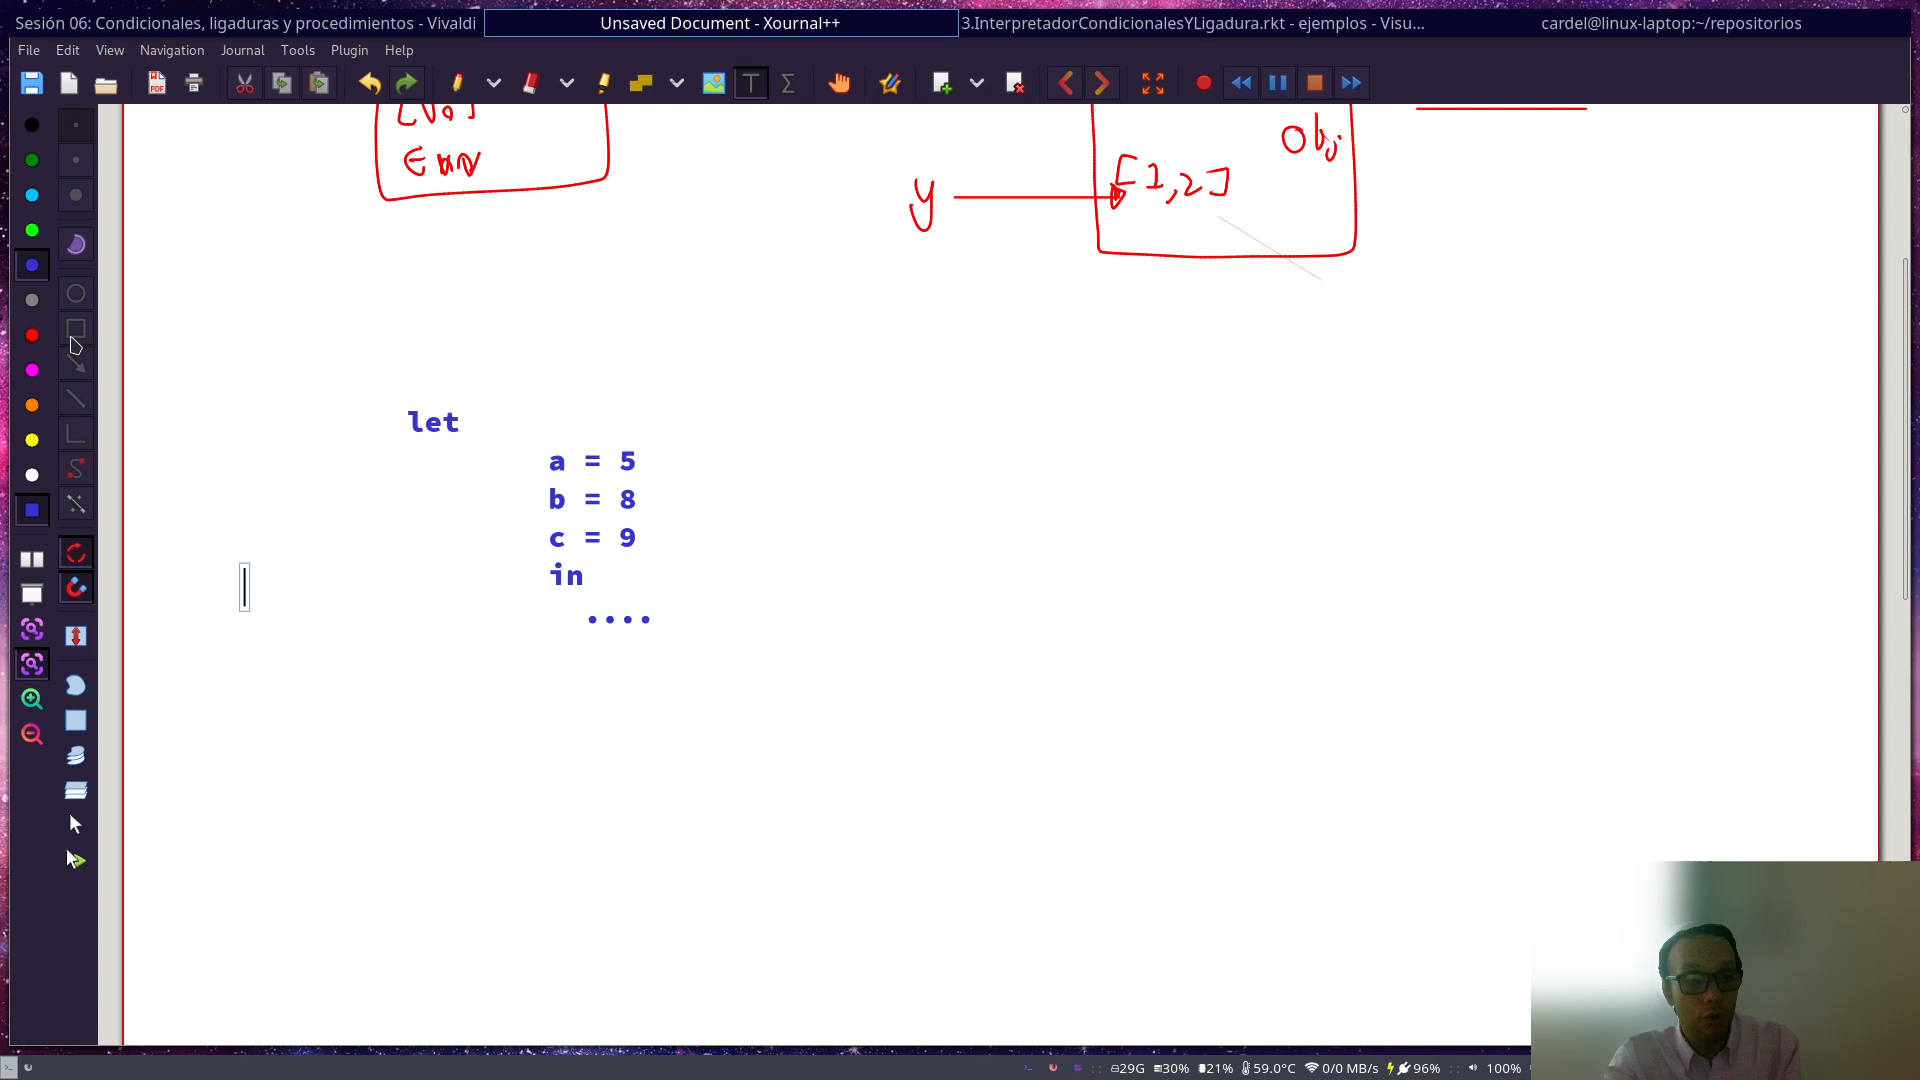 Sesión 06: Condicionales, ligaduras y procedimientos - Vivaldi
Unsaved Document - Xournal++
3.InterpretadorCondicionalesYLigadura.rkt - ejemplos - Visu...
cardel@linux-laptop:~/repositorios
File Edit View Navigation Journal Tools Plugin Help
PDF
T Σ
Obj
[1,2]
y
let
a = 5
b = 8
c = 9
in
....
29G 30% 21% 59.0°C 0/0 MB/s 96% 100%